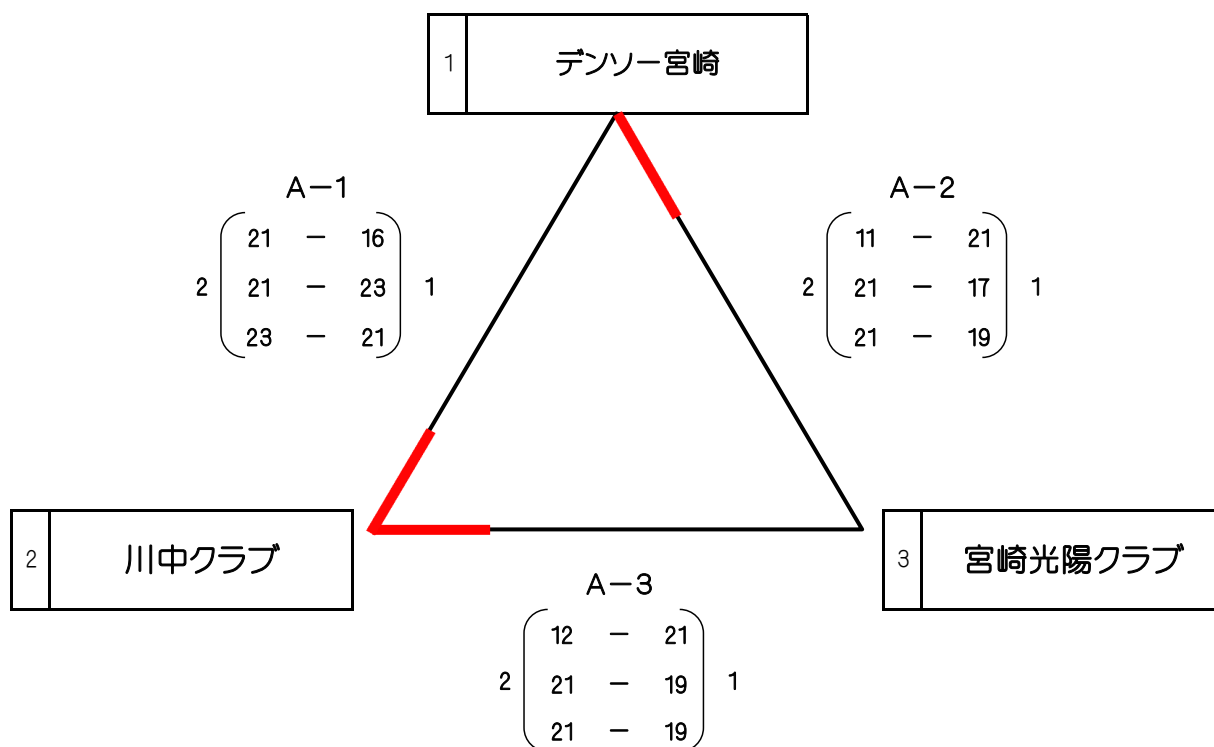 1 デンソー宮崎
A－1
21 － 16
2 21 － 23 1
23 － 21
A－2
11 － 21
2 21 － 17 1
21 － 19
2 川中クラブ
3 宮崎光陽クラブ
A－3
12 － 21
2 21 － 19 1
21 － 19